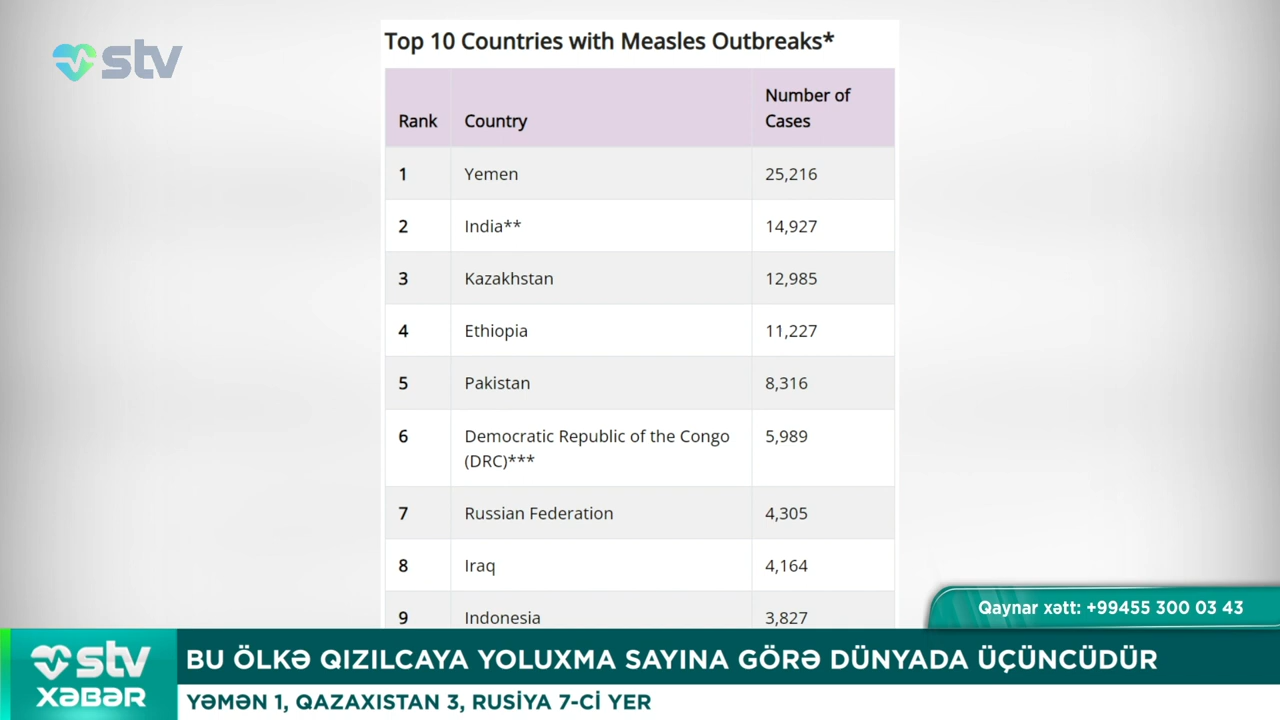 stv
Top 10 Countries with Measles Outbreaks*
Rank Country Number of Cases
1 Yemen 25,216
2 India** 14,927
3 Kazakhstan 12,985
4 Ethiopia 11,227
5 Pakistan 8,316
6 Democratic Republic of the Congo 5,989
(DRC)***
7 Russian Federation 4,305
8 Iraq 4,164
9 Indonesia 3,827
Qaynar xətt: +99455 300 03 43
stv
XƏBƏR
BU ÖLKƏ QIZILCAYA YOLUXMA SAYINA GÖRƏ DÜNYADA ÜÇÜNCÜDÜR
YƏMƏN 1, QAZAXISTAN 3, RUSİYA 7-Cİ YER